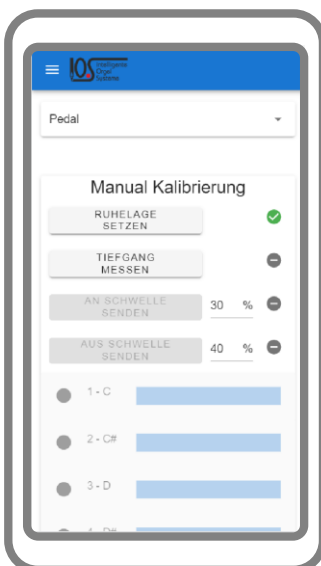 IOS Intelligente
Orgel
Systeme
Pedal
Manual Kalibrierung
RUHELAGE
SETZEN
TIEFGANG
MESSEN
AN SCHWELLE
SENDEN
30 %
AUS SCHWELLE
SENDEN
40 %
1 - C
2 - C#
3 - D
4 - D#